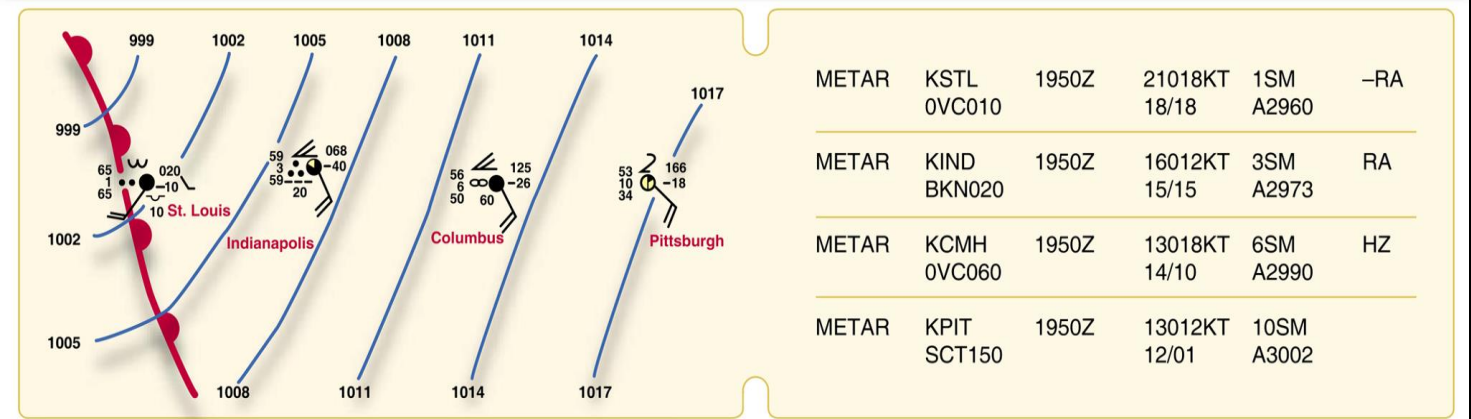 999 1002 1005 1008 1011 1014
1017
999
65 020
1 -10
65 10
St. Louis
59 068
3 -40
59 20
Indianapolis
56 125
6 -26
50 60
Columbus
53 166
10 -18
34
Pittsburgh
1002
1005
1008 1011 1014 1017
METAR KSTL 1950Z 21018KT 1SM –RA
0VC010 18/18 A2960
METAR KIND 1950Z 16012KT 3SM RA
BKN020 15/15 A2973
METAR KCMH 1950Z 13018KT 6SM HZ
0VC060 14/10 A2990
METAR KPIT 1950Z 13012KT 10SM
SCT150 12/01 A3002